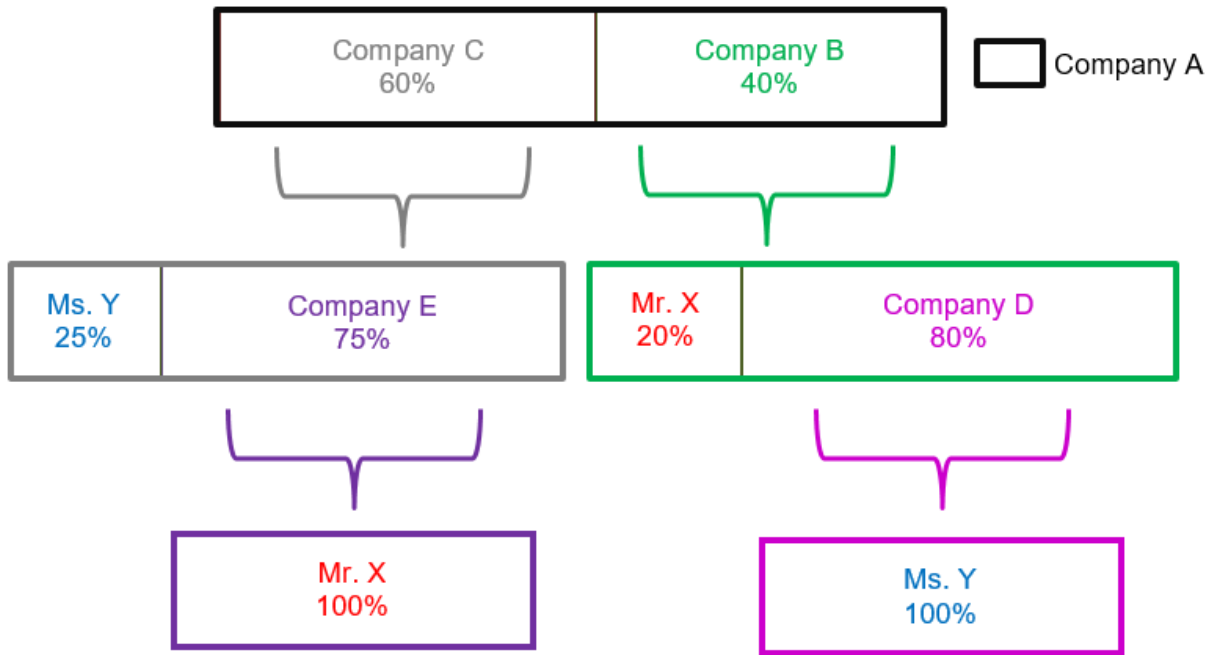 Company C
60%
Company B
40%
Company A
Ms. Y
25%
Company E
75%
Mr. X
20%
Company D
80%
Mr. X
100%
Ms. Y
100%